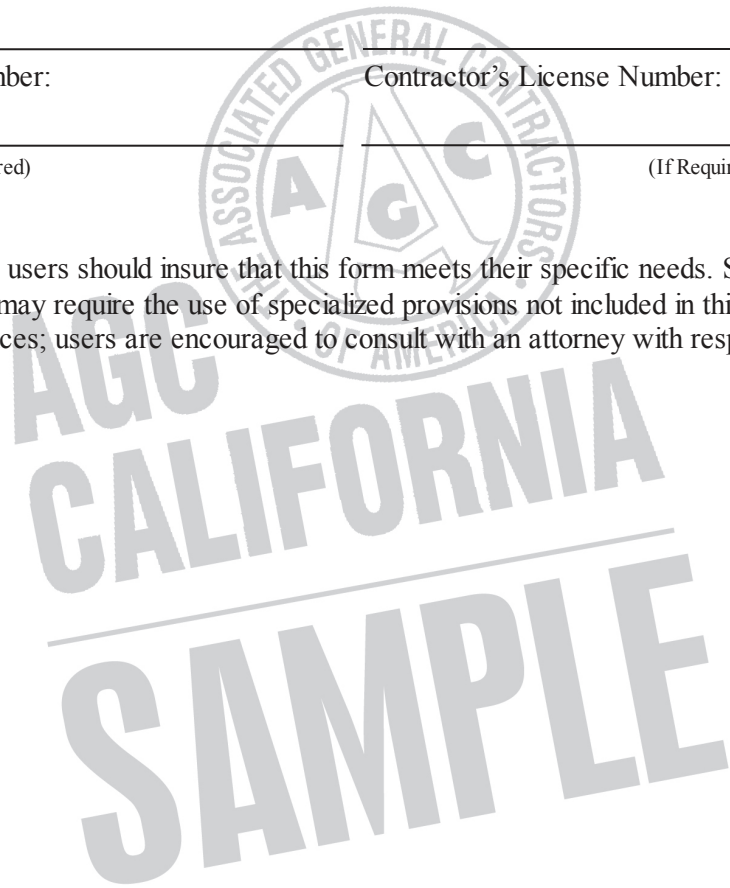 nber:
Contractor's License Number:
red)
(If Requir
users should insure that this form meets their specific needs. S
may require the use of specialized provisions not included in thi
ces; users are encouraged to consult with an attorney with resp
THE ASSOCIATED GENERAL CONTRACTORS
• OF AMERICA •
A G C
AGC
CALIFORNIA
SAMPLE